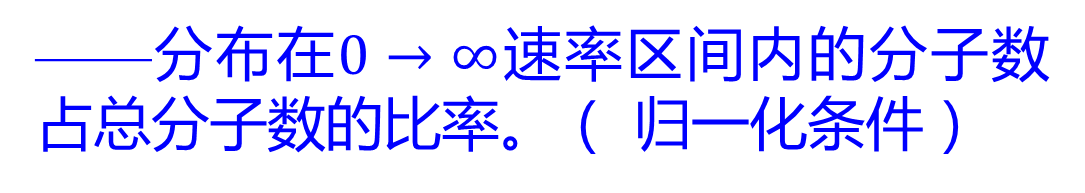 ——分布在0 → ∞速率区间内的分子数
占总分子数的比率。（ 归一化条件）